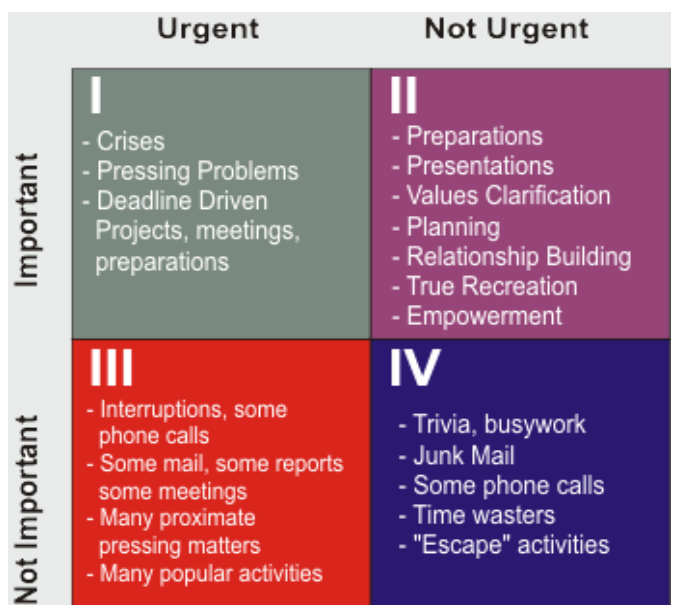 Urgent
Not Urgent
Important
I
- Crises
- Pressing Problems
- Deadline Driven
Projects, meetings,
preparations
II
- Preparations
- Presentations
- Values Clarification
- Planning
- Relationship Building
- True Recreation
- Empowerment
Not Important
III
- Interruptions, some
phone calls
- Some mail, some reports
some meetings
- Many proximate
pressing matters
- Many popular activities
IV
- Trivia, busywork
- Junk Mail
- Some phone calls
- Time wasters
- "Escape" activities